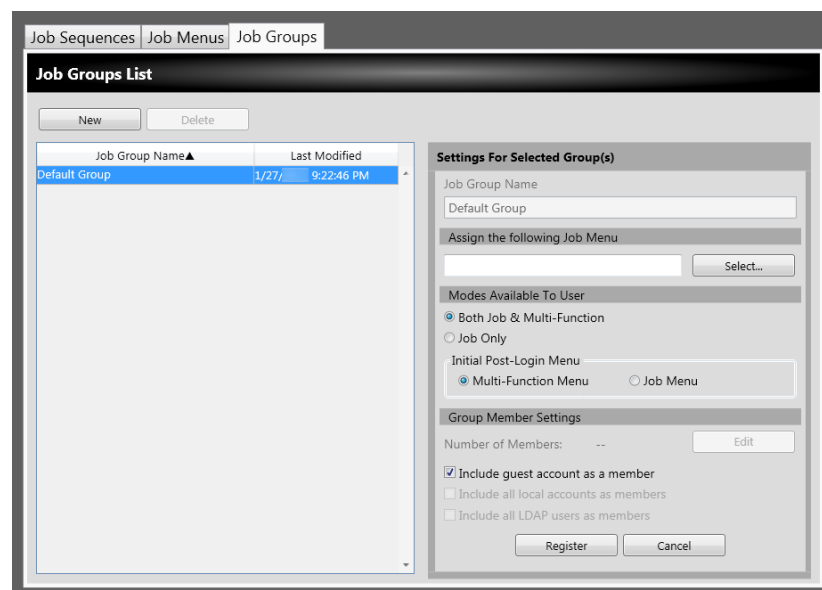 Job Sequences Job Menus Job Groups
Job Groups List
New Delete
Job Group Name▲ Last Modified
Default Group 1/27/ 9:22:46 PM
Settings For Selected Group(s)
Job Group Name
Default Group
Assign the following Job Menu
Select...
Modes Available To User
Both Job & Multi-Function
Job Only
Initial Post-Login Menu
Multi-Function Menu Job Menu
Group Member Settings
Number of Members: -- Edit
Include guest account as a member
Include all local accounts as members
Include all LDAP users as members
Register Cancel